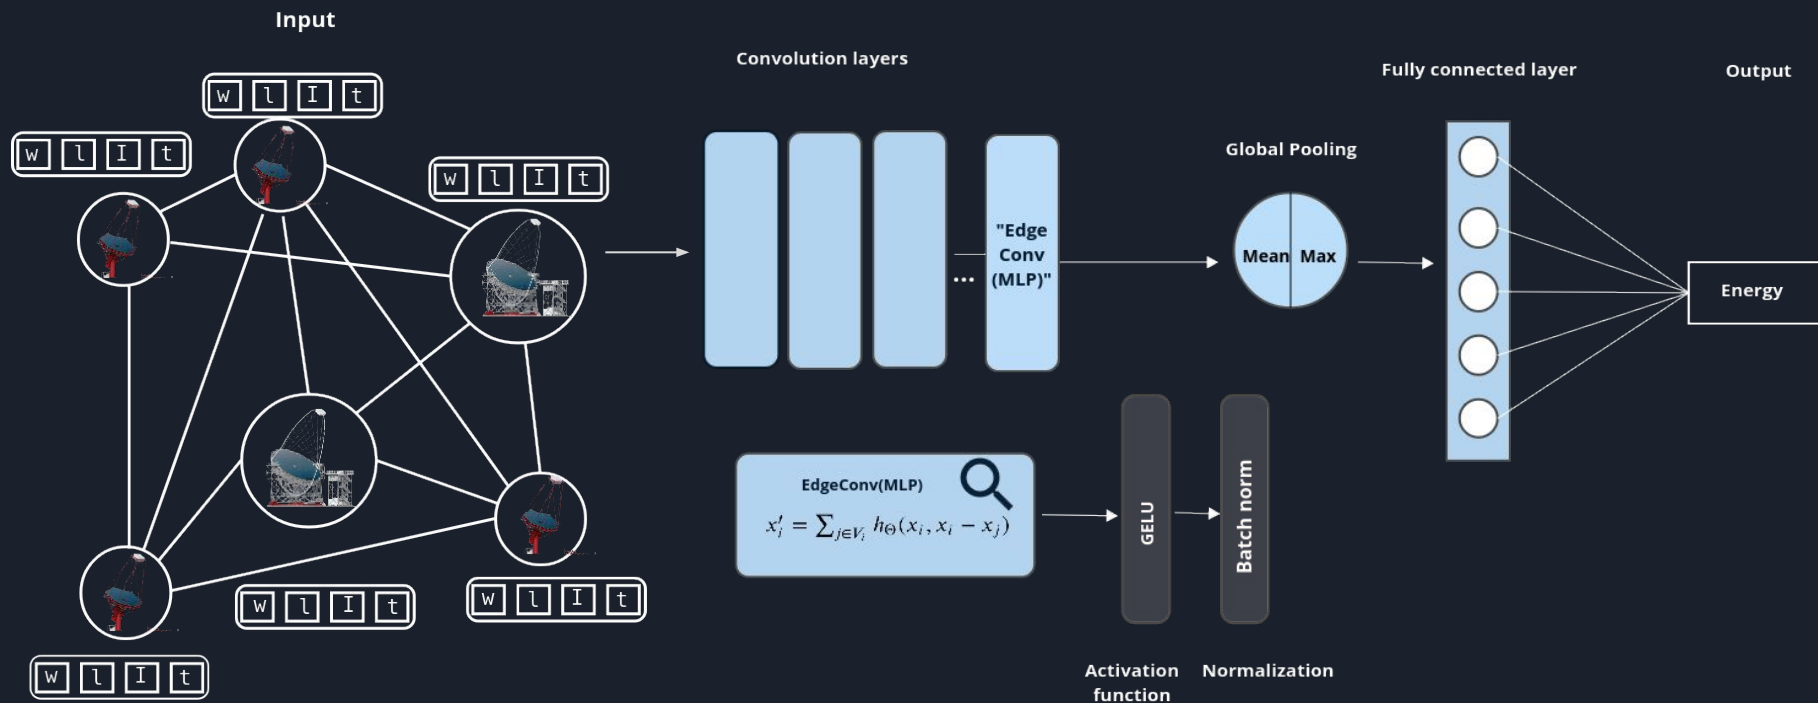 Input
w l I t
w l I t
w l I t
w l I t
w l I t
w l I t
Convolution layers
...
"Edge
Conv
(MLP)"
EdgeConv(MLP)
x'ᵢ = ∑_{j∈Vᵢ} h_Θ(xᵢ, xᵢ − xⱼ)
GELU
Batch norm
Activation
function
Normalization
Global Pooling
Mean Max
Fully connected layer
Output
Energy